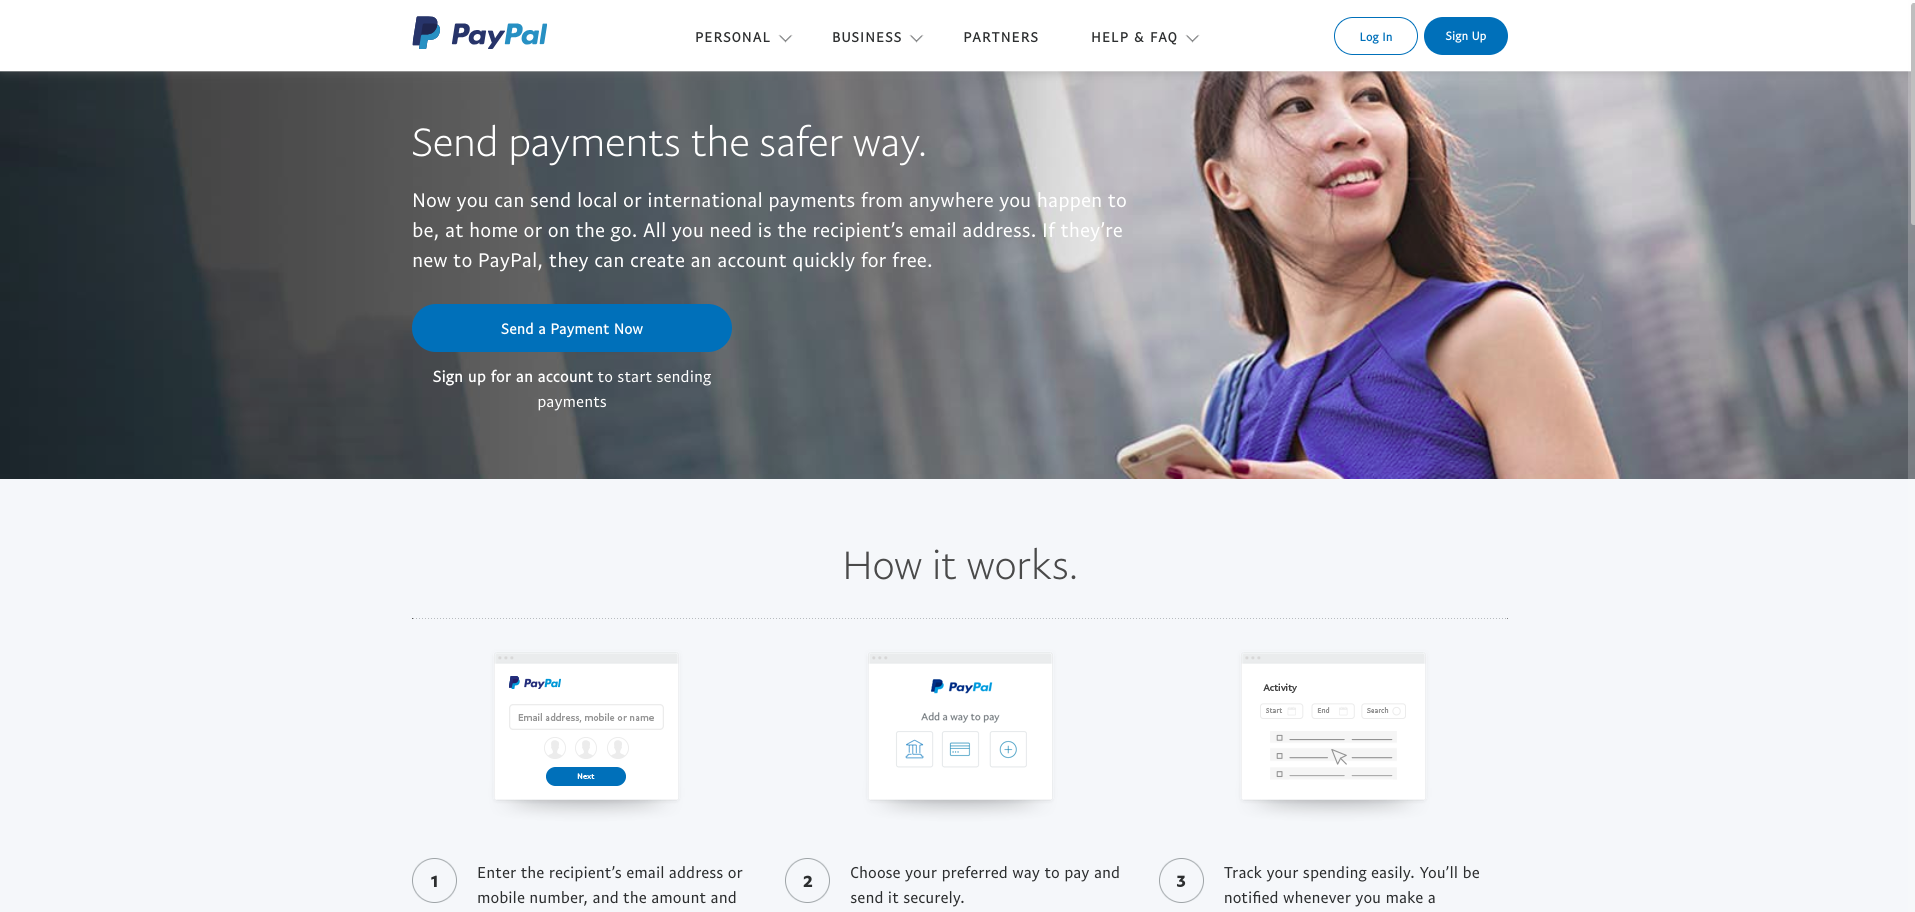 PayPal
PERSONAL
BUSINESS
PARTNERS
HELP & FAQ
Log In
Sign Up
Send payments the safer way.
Now you can send local or international payments from anywhere you happen to
be, at home or on the go. All you need is the recipient’s email address. If they’re
new to PayPal, they can create an account quickly for free.
Send a Payment Now
Sign up for an account to start sending
payments
How it works.
PayPal
Email address, mobile or name
Next
PayPal
Add a way to pay
Activity
Start
End
Search
1
Enter the recipient’s email address or
mobile number, and the amount and
2
Choose your preferred way to pay and
send it securely.
3
Track your spending easily. You’ll be
notified whenever you make a